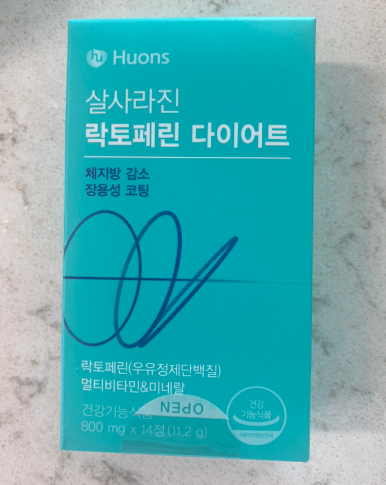 Huons
살사라진
락토페린 다이어트
체지방 감소
장용성 코팅
락토페린(우유정제단백질)
멀티비타민&미네랄
건강기능식품
OPEN
800 mg x 14정(11.2 g)
건강
기능식품